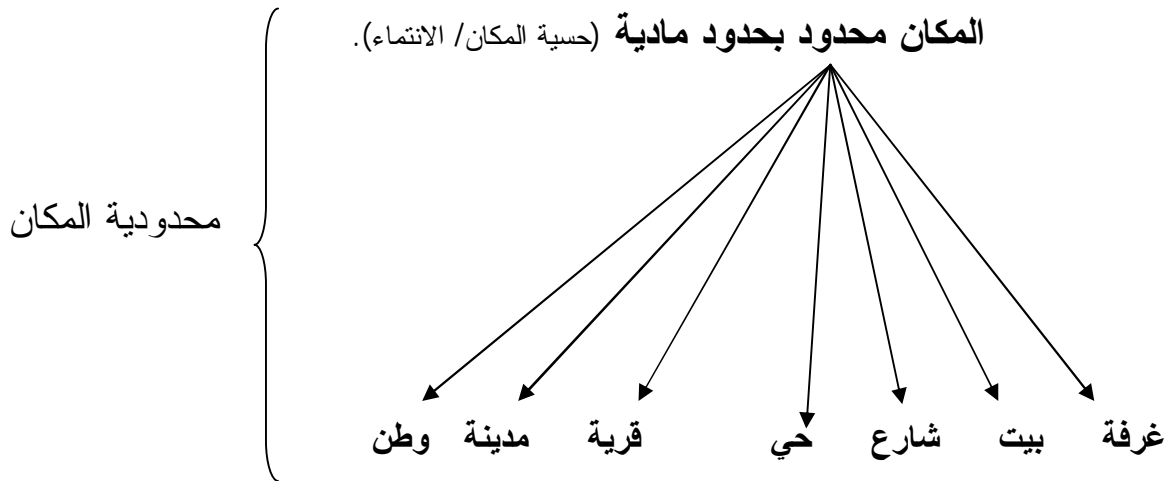 المكان محدود بحدود مادية (حسية المكان/ الانتماء).
محدودية المكان
غرفة بيت شارع حي قرية مدينة وطن